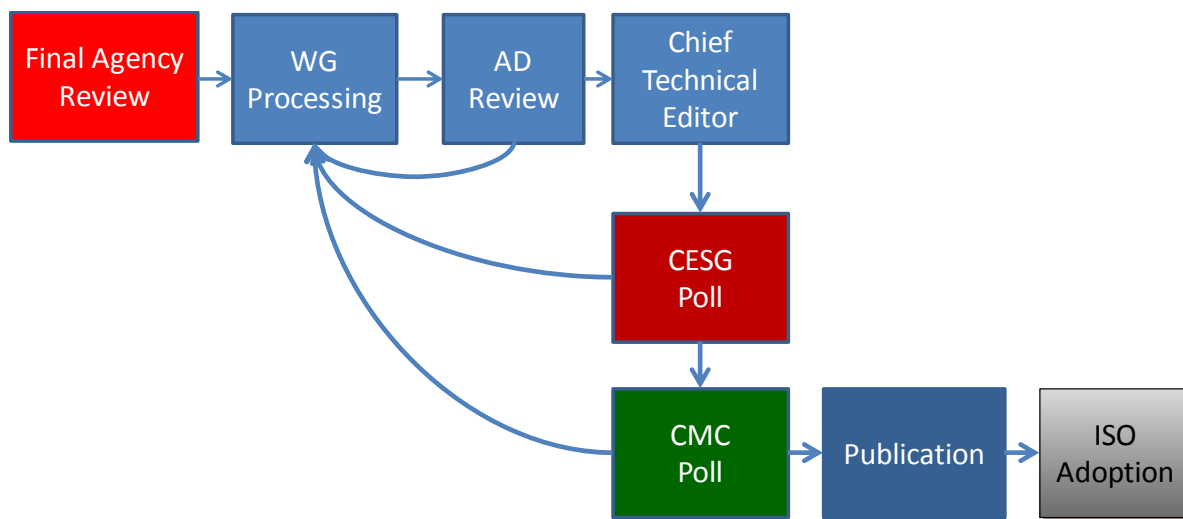 Final Agency
Review
WG
Processing
AD
Review
Chief
Technical
Editor
CESG
Poll
CMC
Poll
Publication
ISO
Adoption